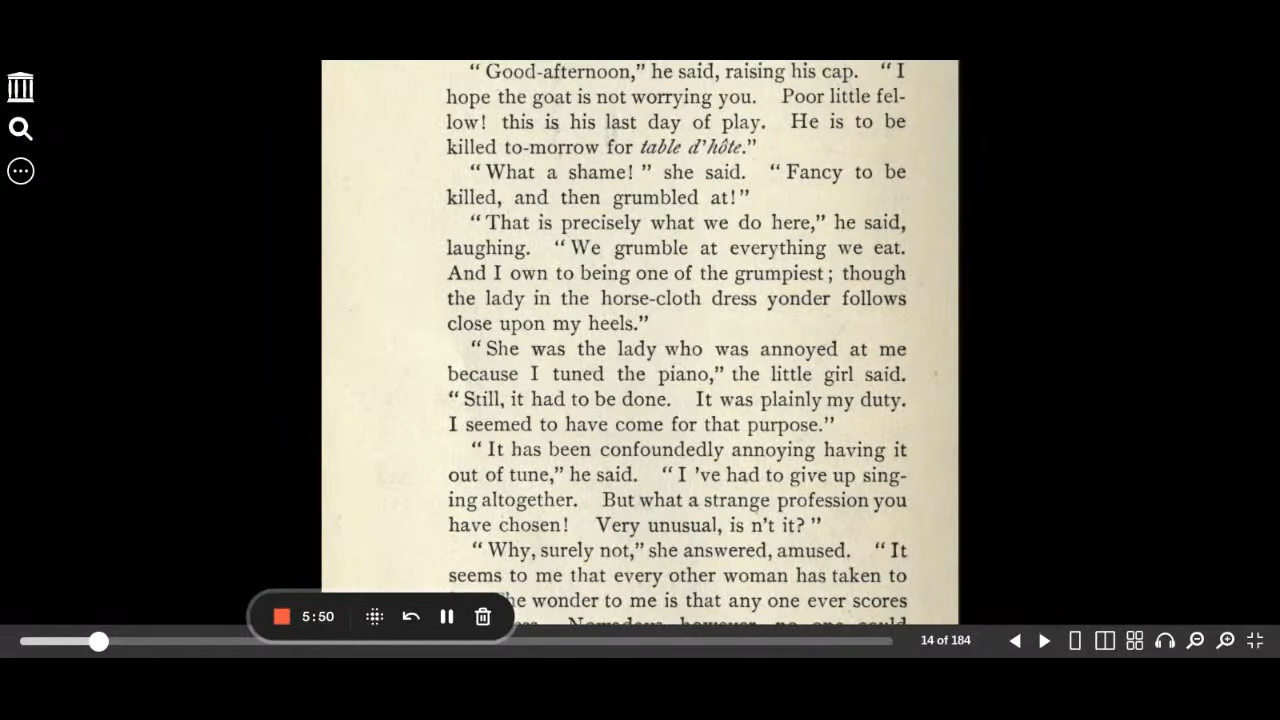 “ Good-afternoon,” he said, raising his cap. “ I
hope the goat is not worrying you. Poor little fel-
low! this is his last day of play. He is to be
killed to-morrow for table d’hôte.”
“ What a shame! ” she said. “ Fancy to be
killed, and then grumbled at!”
“ That is precisely what we do here,” he said,
laughing. “ We grumble at everything we eat.
And I own to being one of the grumpiest ; though
the lady in the horse-cloth dress yonder follows
close upon my heels.”
“ She was the lady who was annoyed at me
because I tuned the piano,” the little girl said.
“ Still, it had to be done. It was plainly my duty.
I seemed to have come for that purpose.”
“ It has been confoundedly annoying having it
out of tune,” he said. “ I ’ve had to give up sing-
ing altogether. But what a strange profession you
have chosen! Very unusual, is n’t it? ”
“ Why, surely not,” she answered, amused. “ It
seems to me that every other woman has taken to
wonder to me is that any one ever scores
Nowadays, however, no one could
5:50
14 of 184